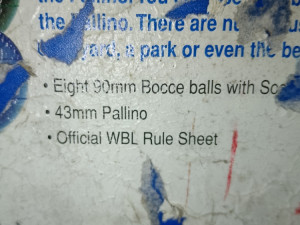 the Pallino. There are n
yard, a park or even the be
• Eight 90mm Bocce balls with Sc
• 43mm Pallino
• Official WBL Rule Sheet